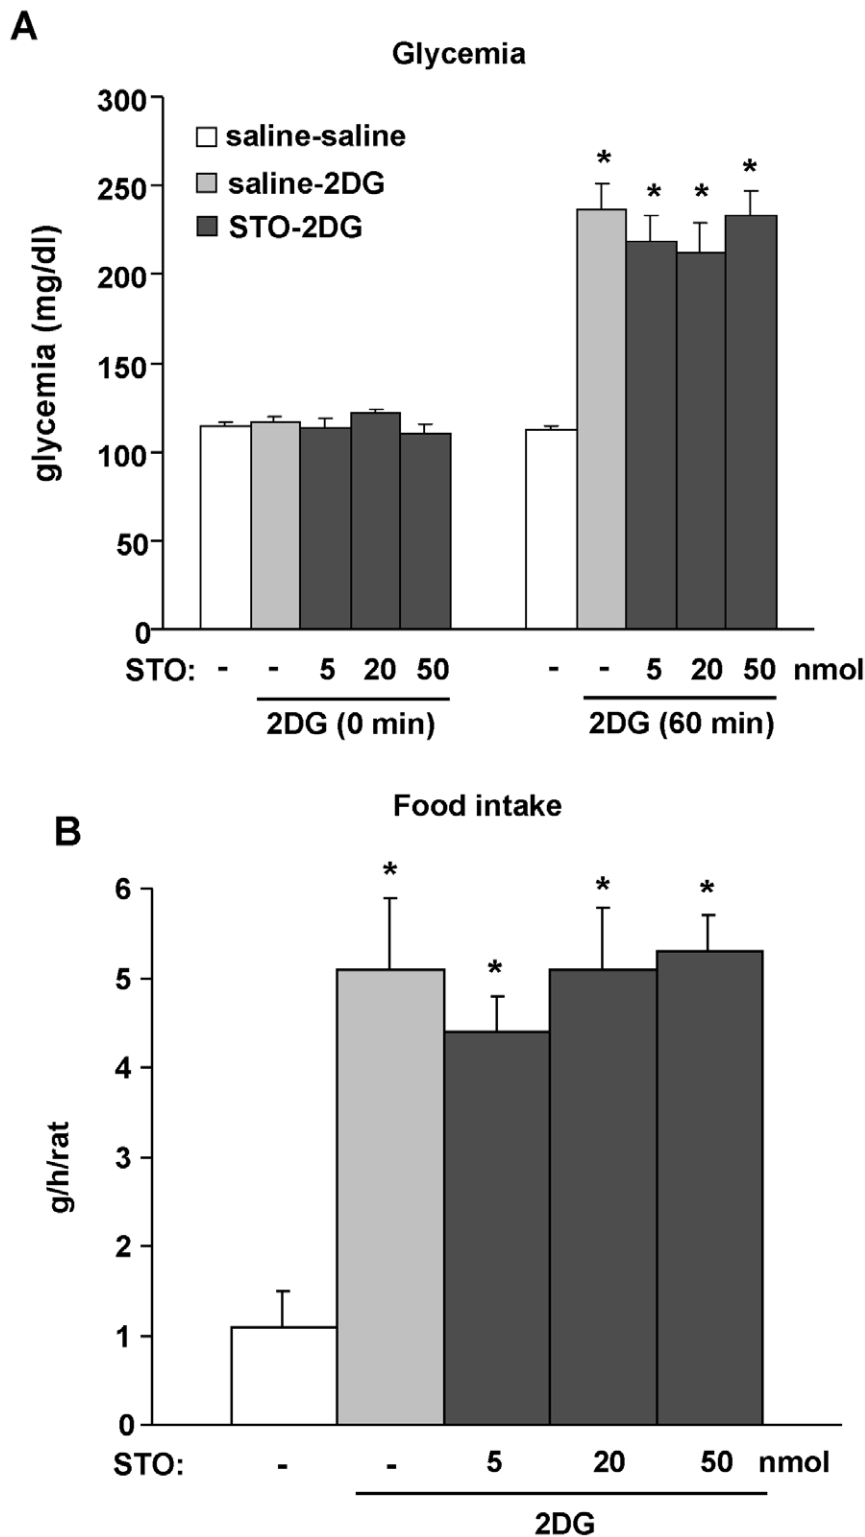 A
Glycemia
300
250
200
150
100
50
0
glycemia (mg/dl)
saline-saline
saline-2DG
STO-2DG
* * * *
STO: - - 5 20 50 - - 5 20 50 nmol
2DG (0 min) 2DG (60 min)
B
Food intake
6
5
4
3
2
1
0
g/h/rat
* * * *
STO: - - 5 20 50 nmol
2DG